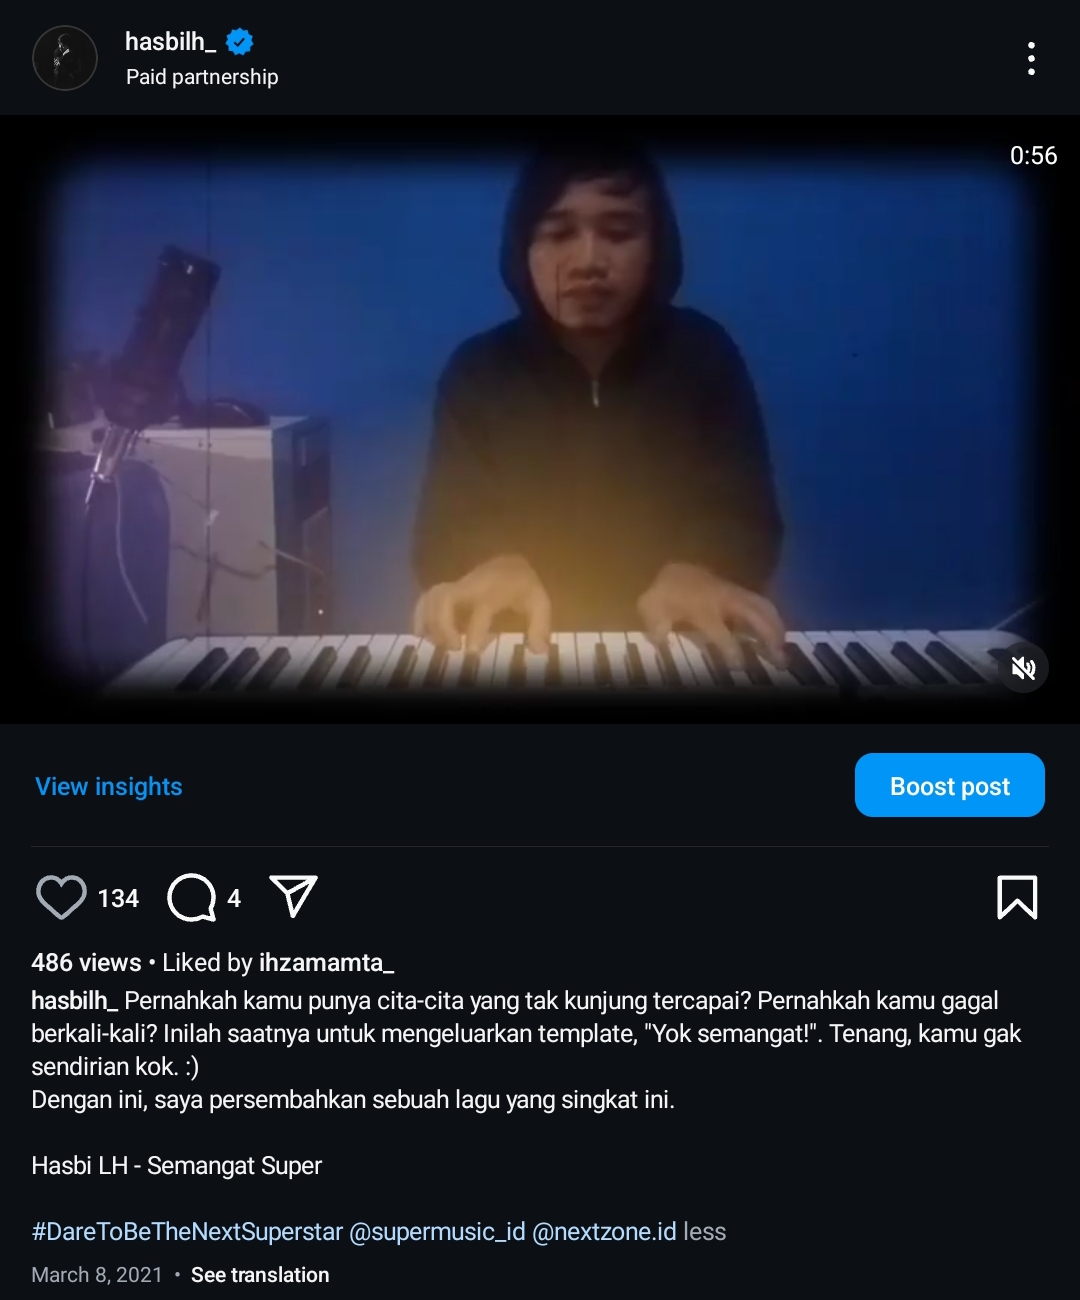 hasbilh_
Paid partnership
0:56
View insights
Boost post
134
4
486 views • Liked by ihzamamta_
hasbilh_ Pernahkah kamu punya cita-cita yang tak kunjung tercapai? Pernahkah kamu gagal
berkali-kali? Inilah saatnya untuk mengeluarkan template, "Yok semangat!". Tenang, kamu gak
sendirian kok. :)
Dengan ini, saya persembahkan sebuah lagu yang singkat ini.
Hasbi LH - Semangat Super
#DareToBeTheNextSuperstar @supermusic_id @nextzone.id less
March 8, 2021 • See translation